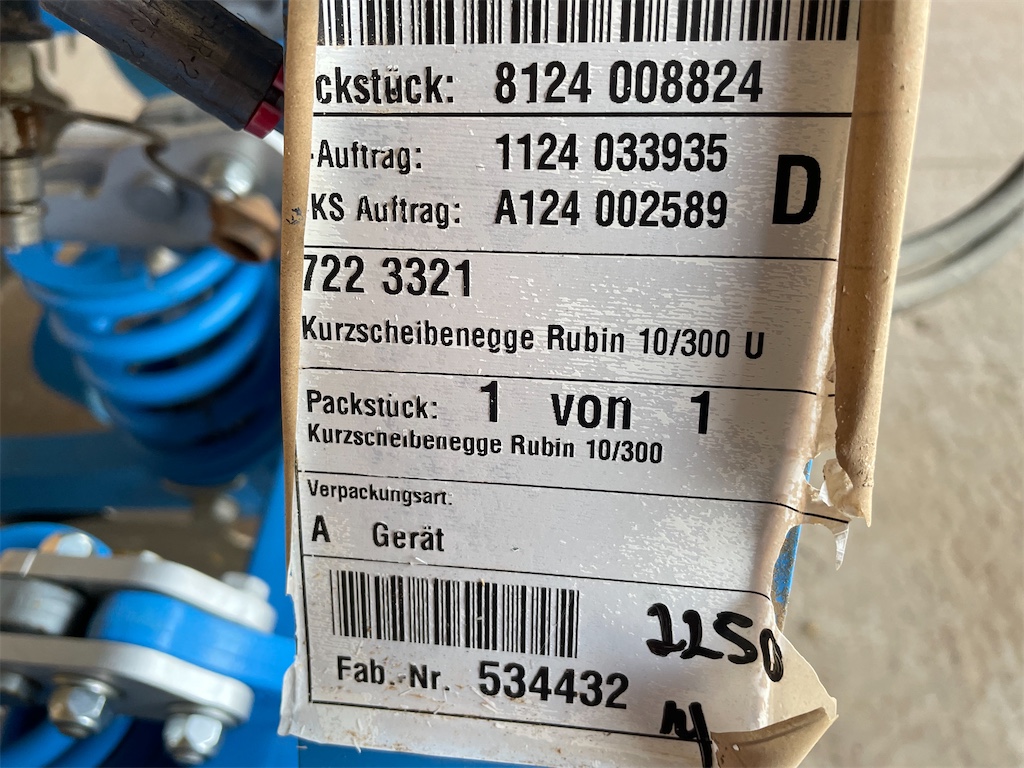 ckstück: 8124 008824
-Auftrag: 1124 033935
KS Auftrag: A124 002589 D
722 3321
Kurzscheibenegge Rubin 10/300 U
Packstück: 1 von 1
Kurzscheibenegge Rubin 10/300
Verpackungsart:
A Gerät
2250
Fab.-Nr. 534432